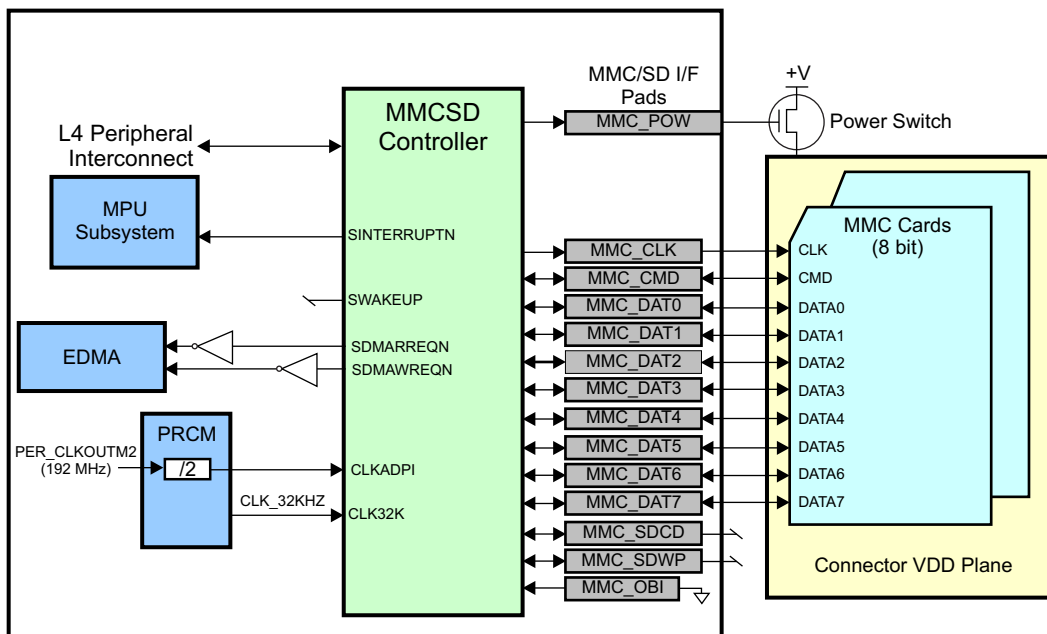 MMC/SD I/F
Pads
+V
MMCSD
Controller
MMC_POW
Power Switch
L4 Peripheral
Interconnect
MPU
Subsystem
SINTERRUPTN
MMC Cards
(8 bit)
MMC_CLK
CLK
MMC_CMD
CMD
SWAKEUP
MMC_DAT0
DATA0
MMC_DAT1
DATA1
EDMA
SDMARREQN
SDMAWREQN
MMC_DAT2
DATA2
MMC_DAT3
DATA3
MMC_DAT4
DATA4
PRCM
PER_CLKOUTM2
(192 MHz)
/2
CLKADPI
MMC_DAT5
DATA5
MMC_DAT6
DATA6
CLK_32KHZ
CLK32K
MMC_DAT7
DATA7
MMC_SDCD
MMC_SDWP
MMC_OBI
Connector VDD Plane